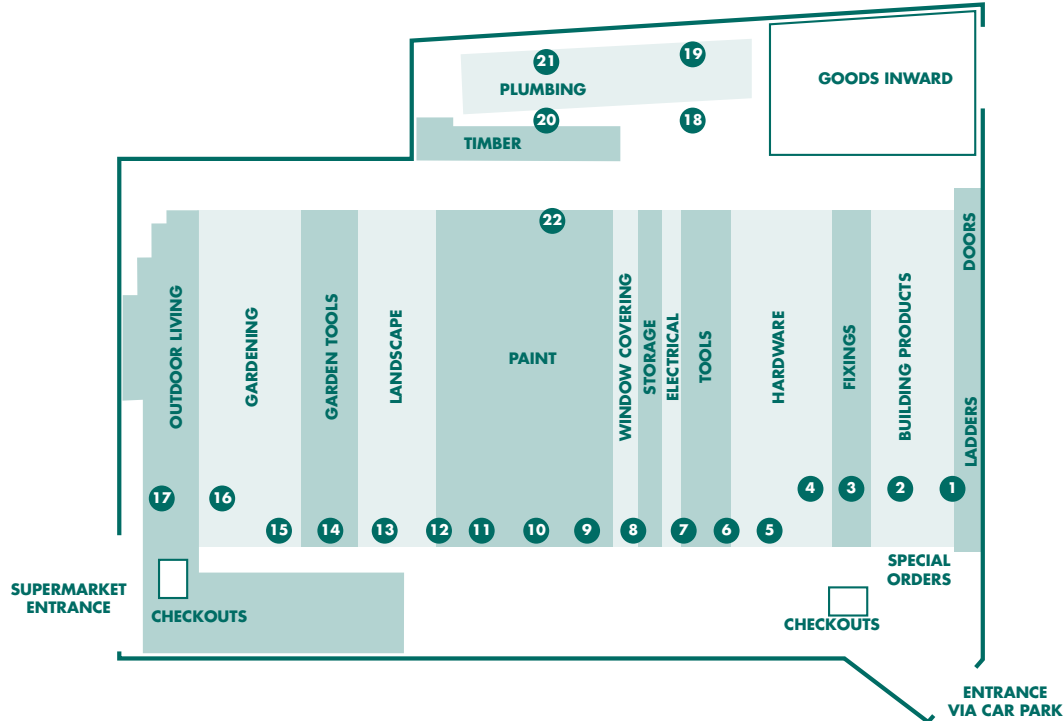 21
19
PLUMBING
GOODS INWARD
20
18
TIMBER
22
DOORS
OUTDOOR LIVING
GARDENING
GARDEN TOOLS
LANDSCAPE
PAINT
WINDOW COVERING
STORAGE
ELECTRICAL
TOOLS
HARDWARE
FIXINGS
BUILDING PRODUCTS
LADDERS
17
16
15
14
13
12
11
10
9
8
7
6
5
4
3
2
1
SPECIAL
ORDERS
SUPERMARKET
ENTRANCE
CHECKOUTS
CHECKOUTS
ENTRANCE
VIA CAR PARK